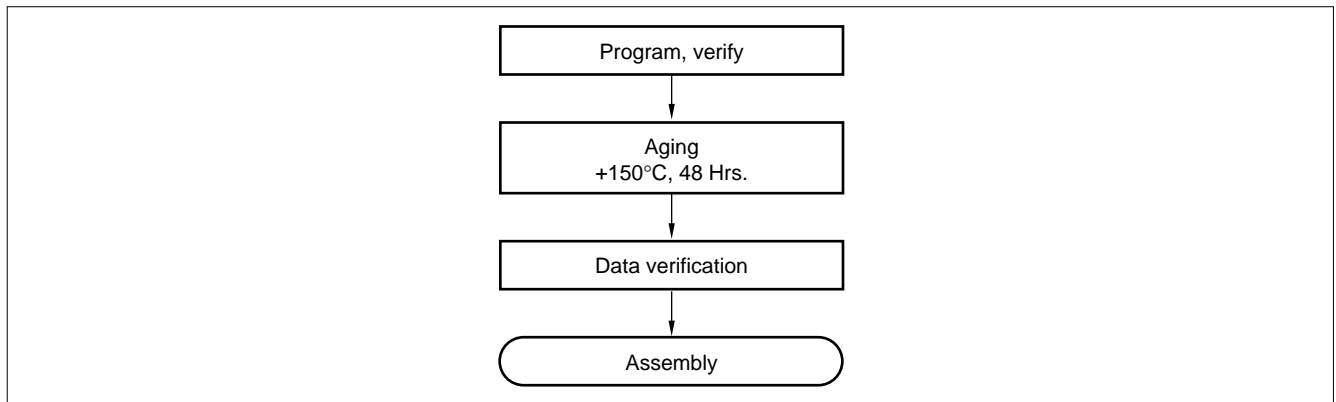 Program, verify
Aging
+150°C, 48 Hrs.
Data verification
Assembly